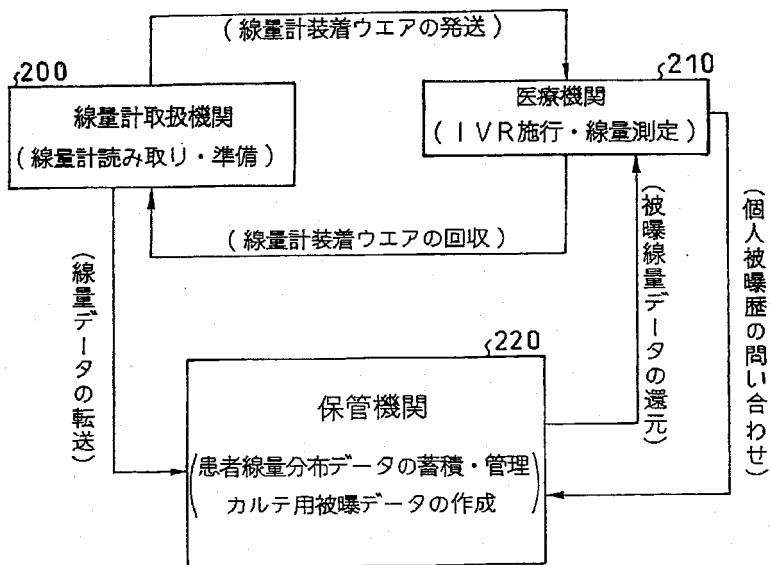 (線量計装着ウエアの発送)
200
線量計取扱機関
(線量計読み取り・準備)
210
医療機関
(IVR施行・線量測定)
(線量計装着ウエアの回収)
(線量データの転送)
(被曝線量データの還元)
(個人被曝歴の問い合わせ)
220
保管機関
(患者線量分布データの蓄積・管理
カルテ用被曝データの作成)